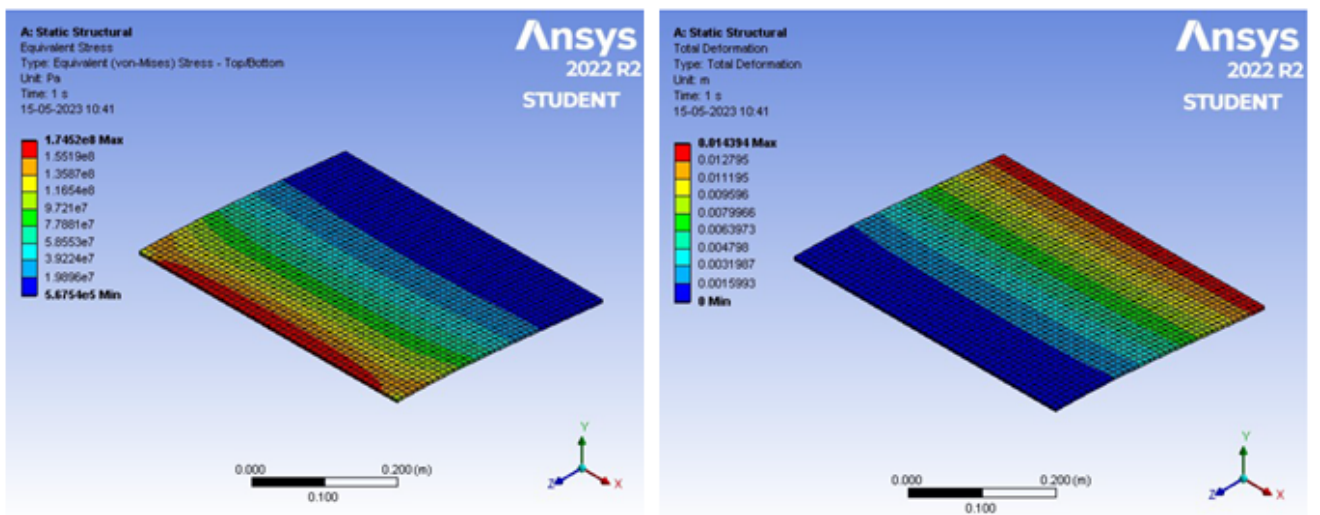 A: Static Structural
Equivalent Stress
Type: Equivalent (von-Mises) Stress - Top/Bottom
Unit: Pa
Time: 1 s
15-05-2023 10:41
Ansys
2022 R2
STUDENT
1.7452e8 Max
1.5519e8
1.3587e8
1.1654e8
9.721e7
7.7881e7
5.8553e7
3.9224e7
1.9896e7
5.6754e5 Min
0.000
0.200 (m)
0.100
Y
Z
X
A: Static Structural
Total Deformation
Type: Total Deformation
Unit: m
Time: 1 s
15-05-2023 10:41
Ansys
2022 R2
STUDENT
0.014394 Max
0.012795
0.011195
0.009596
0.0079966
0.0063973
0.004798
0.0031987
0.0015993
0 Min
0.000
0.200 (m)
0.100
Y
Z
X